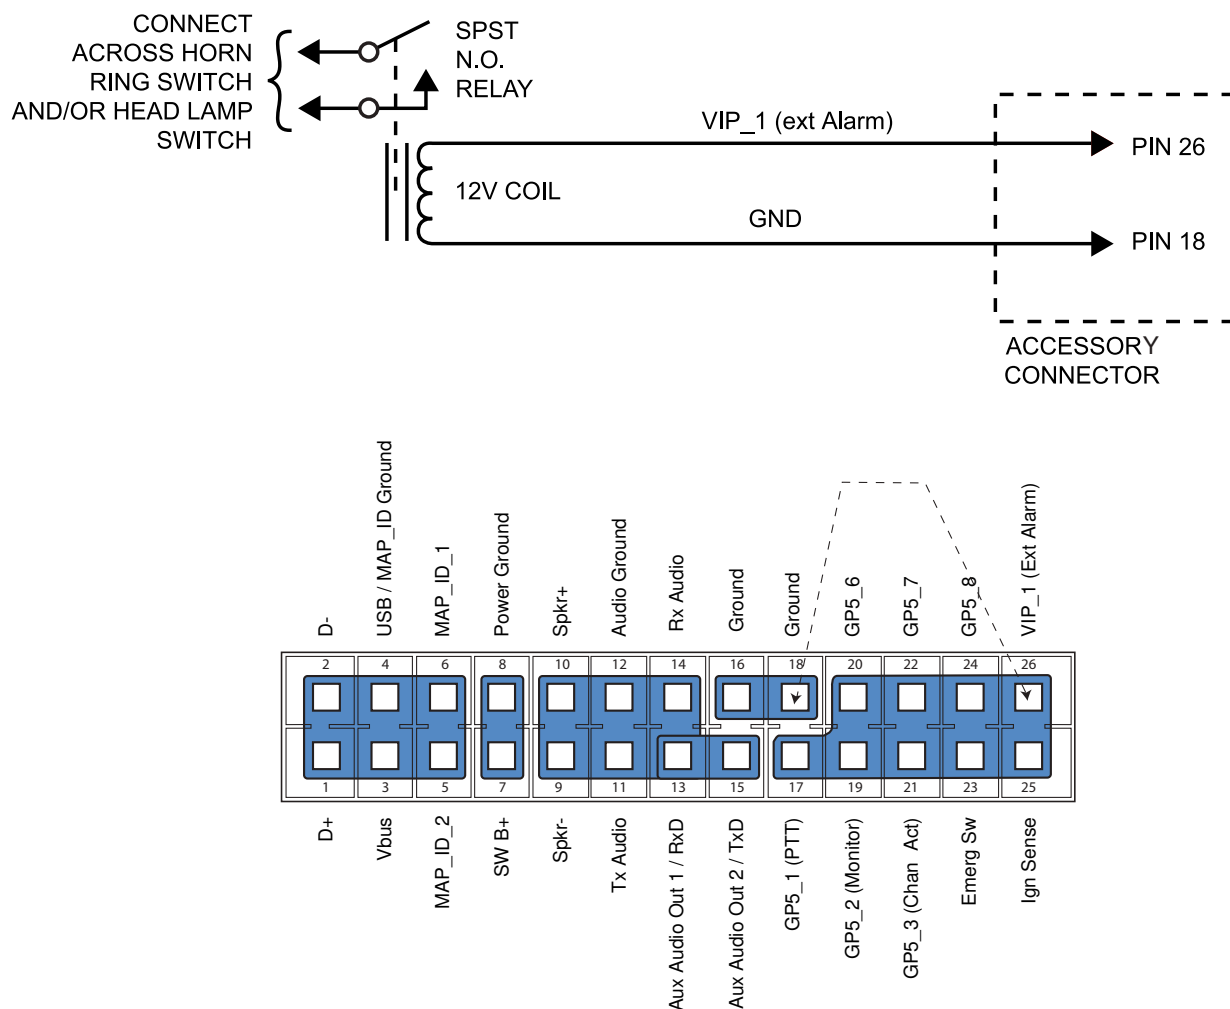 CONNECT
ACROSS HORN
RING SWITCH
AND/OR HEAD LAMP
SWITCH
SPST
N.O.
RELAY
VIP_1 (ext Alarm)
PIN 26
12V COIL
GND
PIN 18
ACCESSORY
CONNECTOR
D-
USB / MAP_ID Ground
MAP_ID_1
Power Ground
Spkr+
Audio Ground
Rx Audio
Ground
Ground
GP5_6
GP5_7
GP5_8
VIP_1 (Ext Alarm)
2 4 6 8 10 12 14 16 18 20 22 24 26
1 3 5 7 9 11 13 15 17 19 21 23 25
D+
Vbus
MAP_ID_2
SW B+
Spkr-
Tx Audio
Aux Audio Out 1 / RxD
Aux Audio Out 2 / TxD
GP5_1 (PTT)
GP5_2 (Monitor)
GP5_3 (Chan Act)
Emerg Sw
Ign Sense